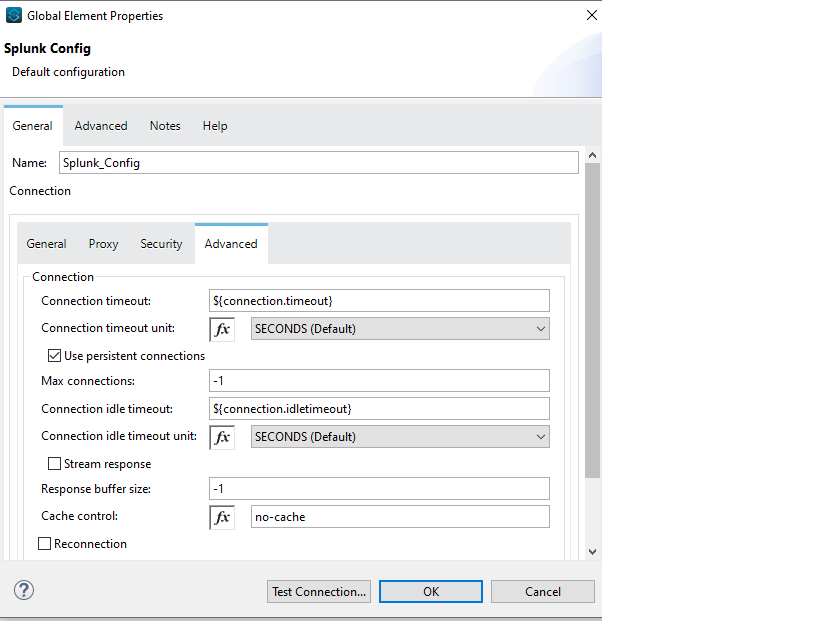 Global Element Properties
Splunk Config
Default configuration
General Advanced Notes Help
Name: Splunk_Config
Connection
General Proxy Security Advanced
Connection
Connection timeout: ${connection.timeout}
Connection timeout unit: fx SECONDS (Default)
Use persistent connections
Max connections: -1
Connection idle timeout: ${connection.idletimeout}
Connection idle timeout unit: fx SECONDS (Default)
Stream response
Response buffer size: -1
Cache control: fx no-cache
Reconnection
? Test Connection... OK Cancel